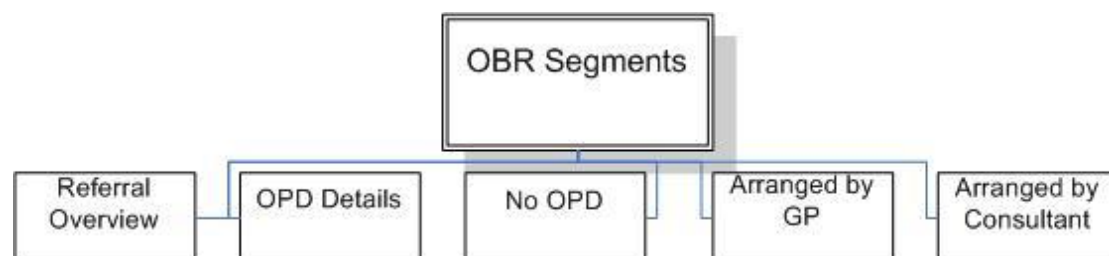 OBR Segments
Referral
Overview
OPD Details
No OPD
Arranged by
GP
Arranged by
Consultant